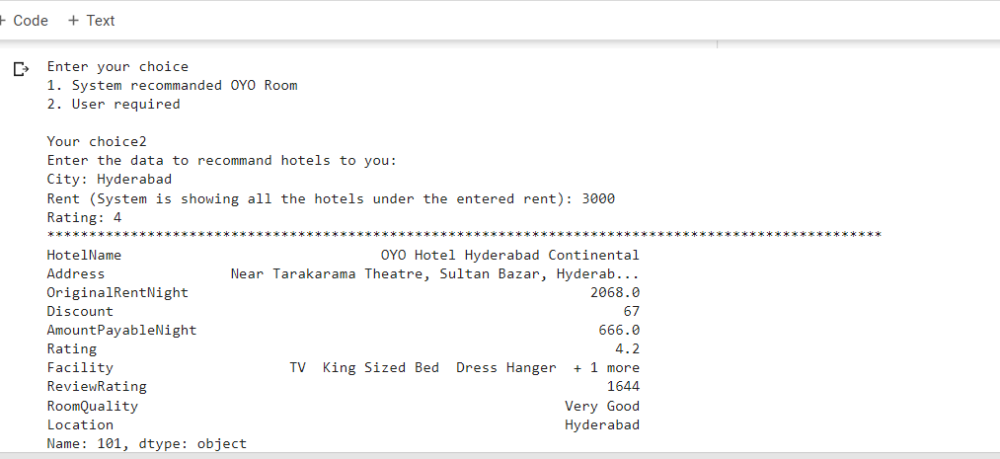 + Code + Text
Enter your choice
1. System recommanded OYO Room
2. User required
Your choice2
Enter the data to recommand hotels to you:
City: Hyderabad
Rent (System is showing all the hotels under the entered rent): 3000
Rating: 4
****************************************************************************************************
HotelName OYO Hotel Hyderabad Continental
Address Near Tarakarama Theatre, Sultan Bazar, Hyderab...
OriginalRentNight 2068.0
Discount 67
AmountPayableNight 666.0
Rating 4.2
Facility TV King Sized Bed Dress Hanger + 1 more
ReviewRating 1644
RoomQuality Very Good
Location Hyderabad
Name: 101, dtype: object